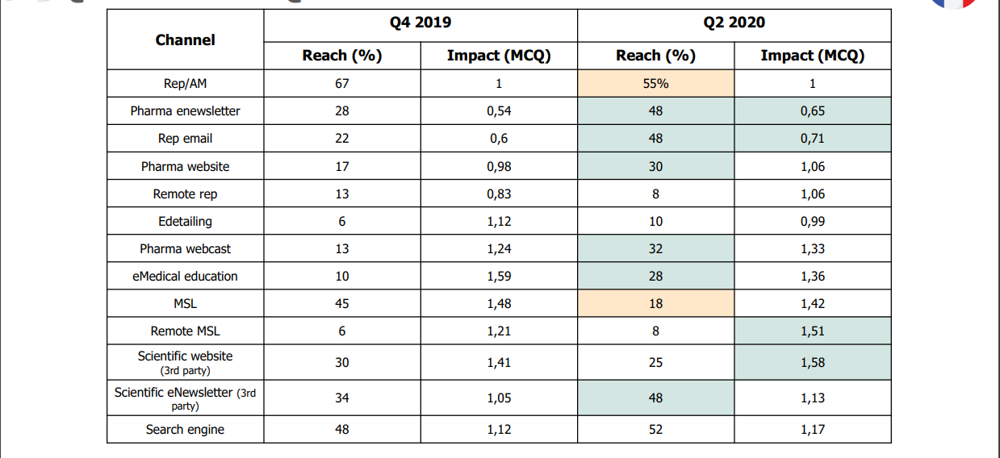 Q4 2019 Q2 2020
Channel
Reach (%) Impact (MCQ) Reach (%) Impact (MCQ)
Rep/AM 67 1 55% 1
Pharma enewsletter 28 0,54 48 0,65
Rep email 22 0,6 48 0,71
Pharma website 17 0,98 30 1,06
Remote rep 13 0,83 8 1,06
Edetailing 6 1,12 10 0,99
Pharma webcast 13 1,24 32 1,33
eMedical education 10 1,59 28 1,36
MSL 45 1,48 18 1,42
Remote MSL 6 1,21 8 1,51
Scientific website
(3rd party) 30 1,41 25 1,58
Scientific eNewsletter (3rd
party) 34 1,05 48 1,13
Search engine 48 1,12 52 1,17